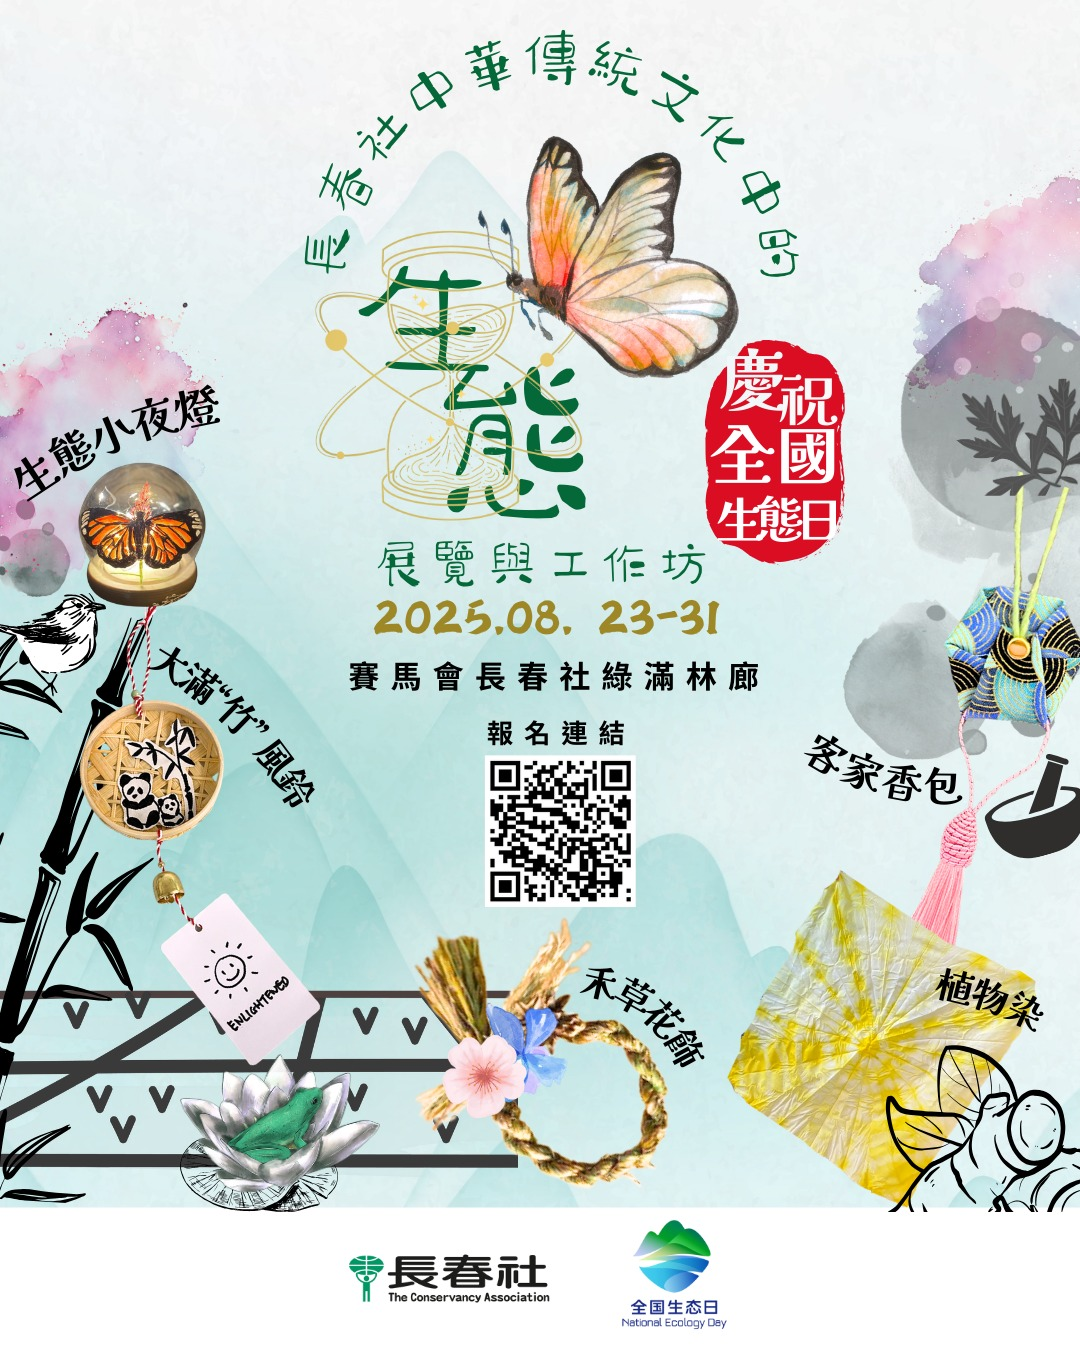 長春社中華傳統文化中的
生態
慶祝
全國
生態日
展覽與工作坊
2025.08. 23-31
賽馬會長春社綠滿林廊
報名連結
生態小夜燈
大滿“竹”風鈴
ENLIGHTENED
客家香包
禾草花飾
植物染
長春社
The Conservancy Association
全国生态日
National Ecology Day